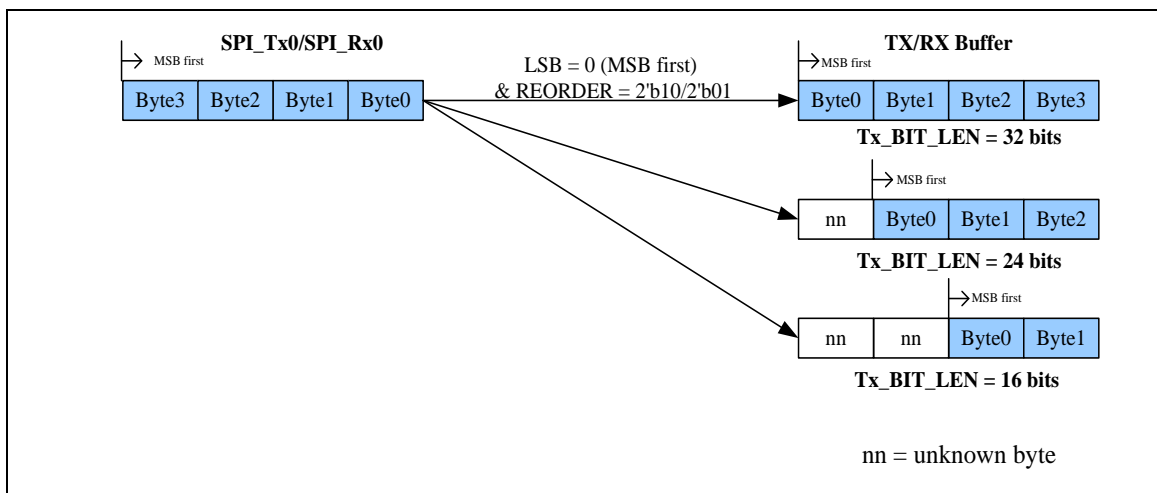 SPI_Tx0/SPI_Rx0
TX/RX Buffer
MSB first
LSB = 0 (MSB first)
& REORDER = 2'b10/2'b01
MSB first
Byte3 Byte2 Byte1 Byte0
Byte0 Byte1 Byte2 Byte3
Tx_BIT_LEN = 32 bits
MSB first
nn Byte0 Byte1 Byte2
Tx_BIT_LEN = 24 bits
MSB first
nn nn Byte0 Byte1
Tx_BIT_LEN = 16 bits
nn = unknown byte